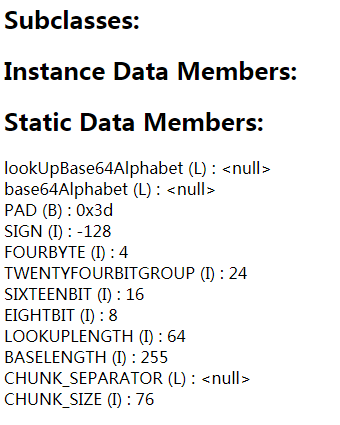 Subclasses:
Instance Data Members:
Static Data Members:
lookUpBase64Alphabet (L) : <null>
base64Alphabet (L) : <null>
PAD (B) : 0x3d
SIGN (I) : -128
FOURBYTE (I) : 4
TWENTYFOURBITGROUP (I) : 24
SIXTEENBIT (I) : 16
EIGHTBIT (I) : 8
LOOKUPLENGTH (I) : 64
BASELENGTH (I) : 255
CHUNK_SEPARATOR (L) : <null>
CHUNK_SIZE (I) : 76